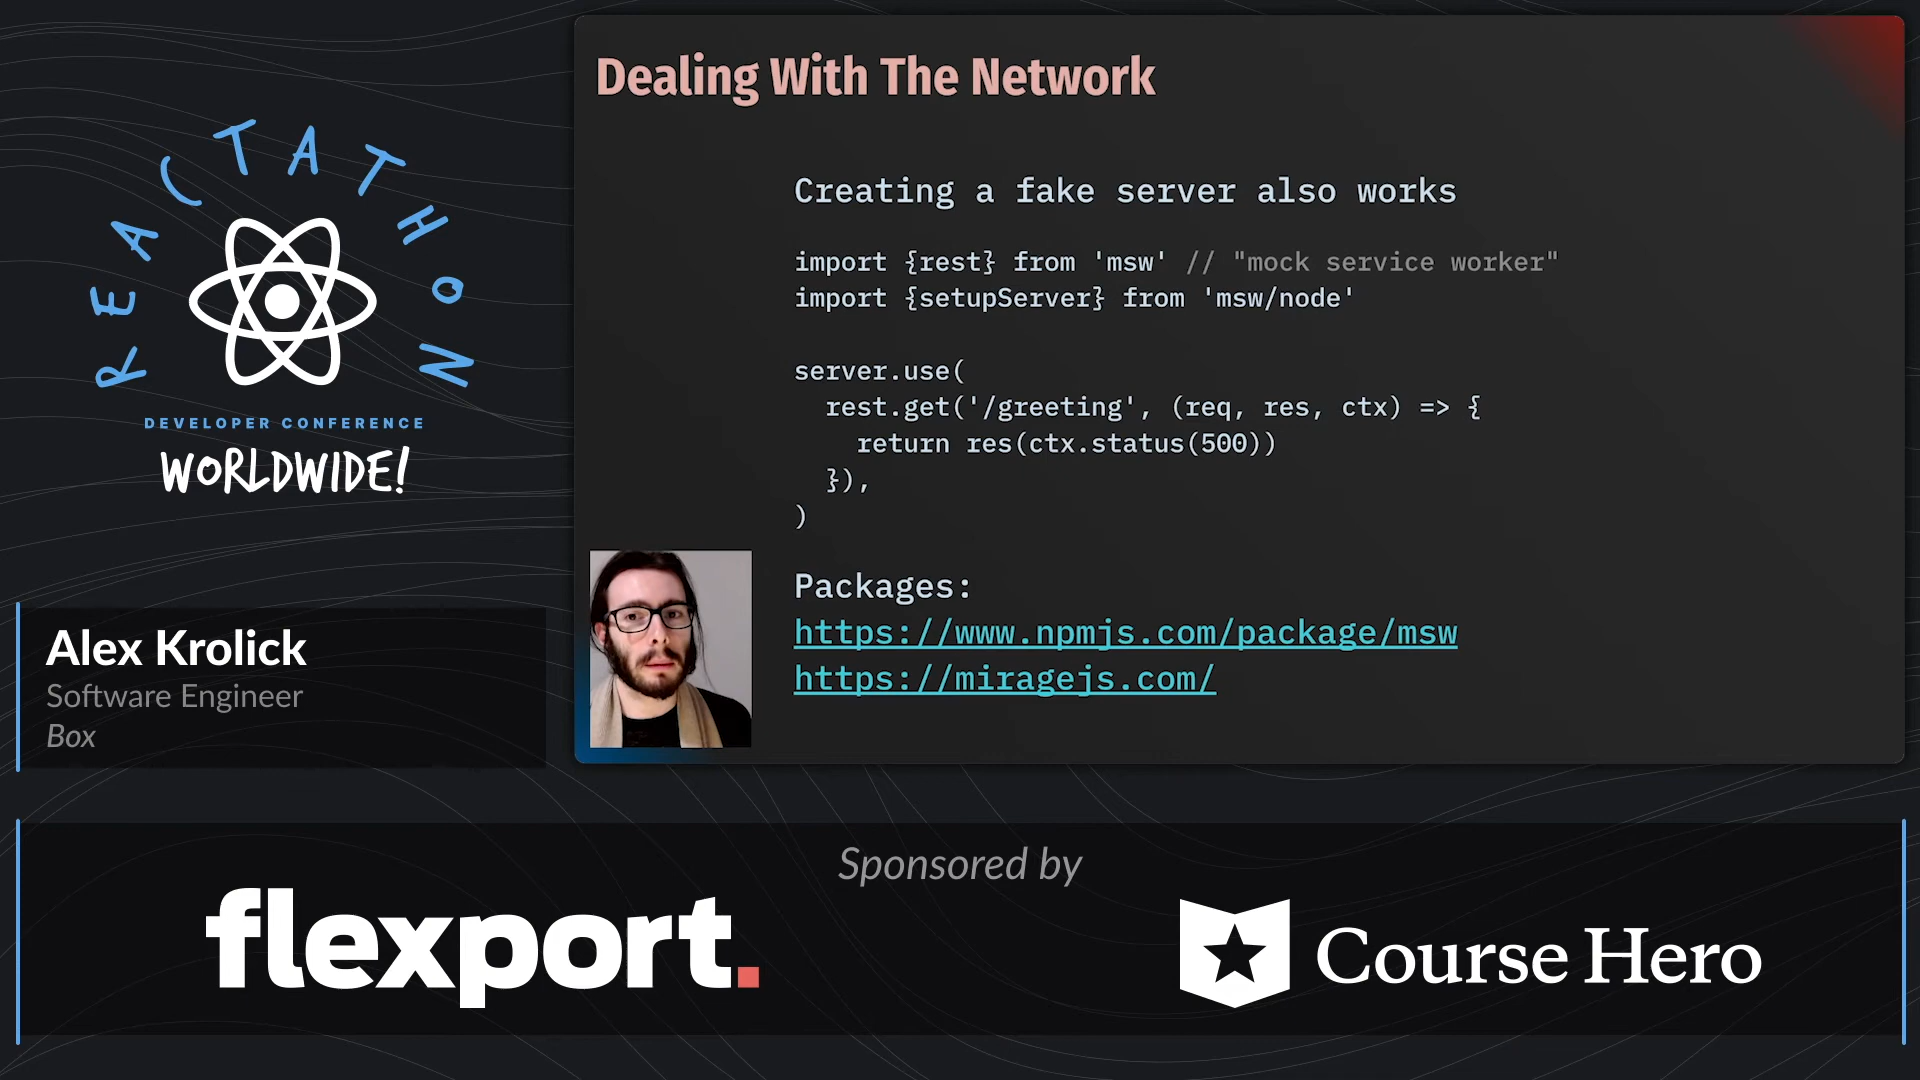 REACTATHON
DEVELOPER CONFERENCE
WORLDWIDE!
Dealing With The Network
Creating a fake server also works
import {rest} from 'msw' // "mock service worker"
import {setupServer} from 'msw/node'
server.use(
  rest.get('/greeting', (req, res, ctx) => {
    return res(ctx.status(500))
  }),
)
Packages:
https://www.npmjs.com/package/msw
https://miragejs.com/
Alex Krolick
Software Engineer
Box
Sponsored by
flexport.
Course Hero